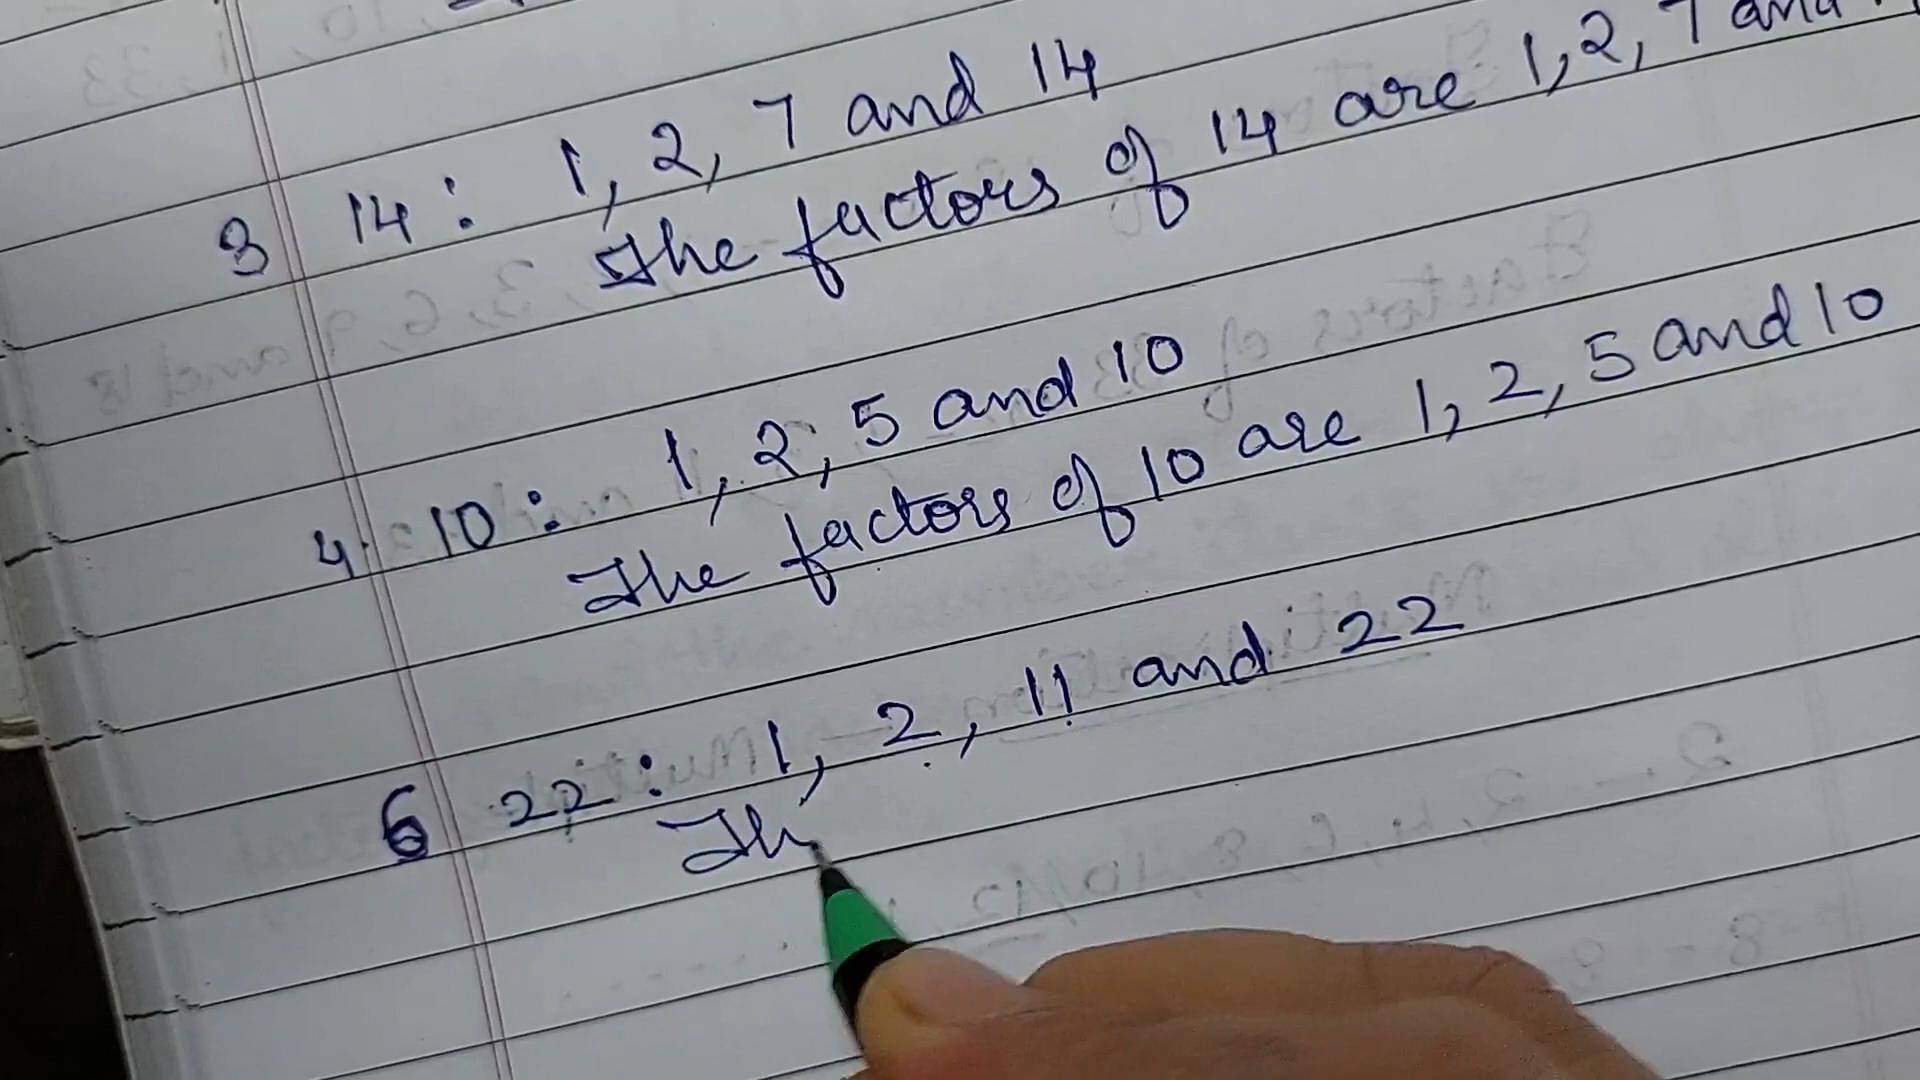 3 14: 1, 2, 7 and 14
The factors of 14 are 1, 2, 7 and
4. 10: 1, 2, 5 and 10
The factors of 10 are 1, 2, 5 and 10
6 22: 1, 2, 11 and 22
Th